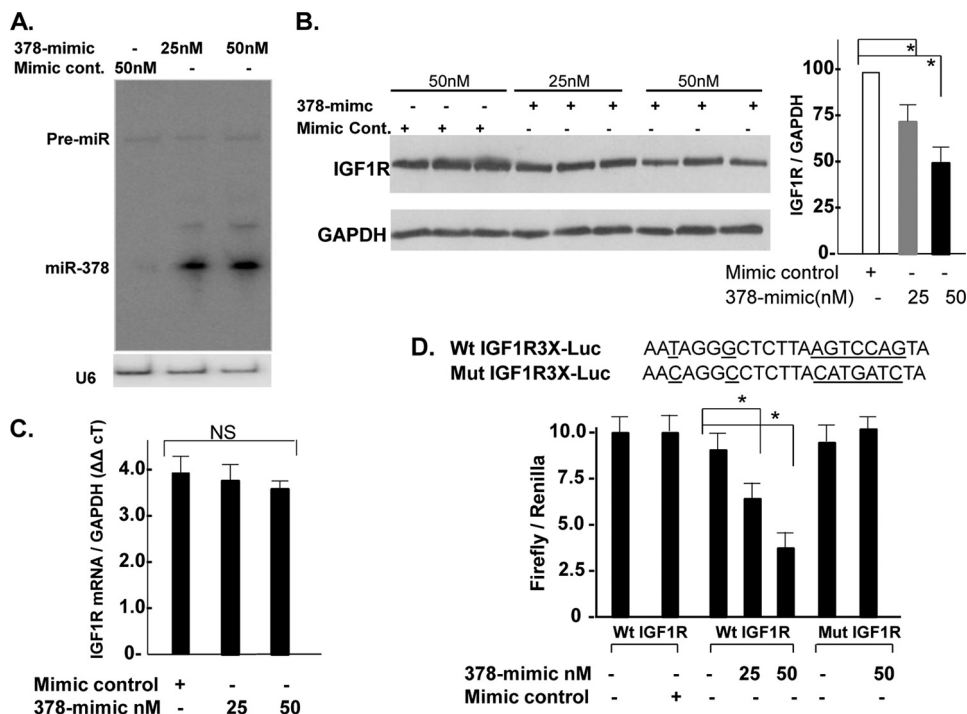 A.
378-mimic - 25nM 50nM
Mimic cont. 50nM - -
Pre-miR
miR-378
U6
B.
50nM 25nM 50nM
378-mimc - - - + + + + + +
Mimic Cont. + + + - - - - - -
IGF1R
GAPDH
IGF1R / GAPDH
100
75
50
25
0
* *
Mimic control + - -
378-mimic(nM) - 25 50
C.
IGF1R mRNA / GAPDH (ΔΔ cT)
NS
4.0
3.6
2.4
1.2
0
Mimic control + - -
378-mimic nM - 25 50
D.
Wt IGF1R3X-Luc AATAGGGCTCTTAAGTCCAGTA
Mut IGF1R3X-Luc AACAGGCCTCTTACATGATCTA
Firefly / Renilla
10.0
7.5
5.0
2.5
0
* *
Wt IGF1R Wt IGF1R Mut IGF1R
378-mimic nM - - - 25 50 - 50
Mimic control - + - - - - -